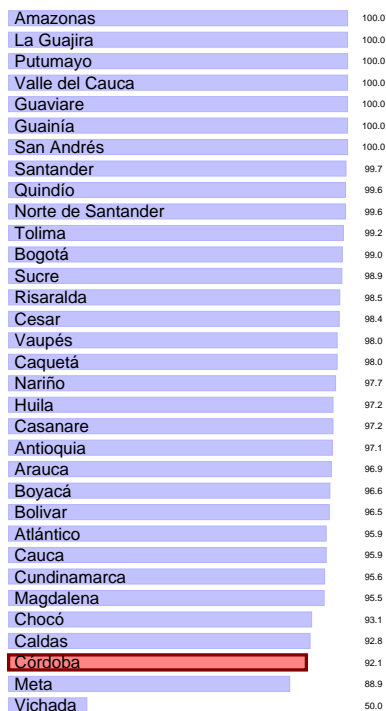 Amazonas 100.0
La Guajira 100.0
Putumayo 100.0
Valle del Cauca 100.0
Guaviare 100.0
Guainía 100.0
San Andrés 100.0
Santander 99.7
Quindío 99.6
Norte de Santander 99.6
Tolima 99.2
Bogotá 99.0
Sucre 98.9
Risaralda 98.5
Cesar 98.4
Vaupés 98.0
Caquetá 98.0
Nariño 97.7
Huila 97.2
Casanare 97.2
Antioquia 97.1
Arauca 96.9
Boyacá 96.6
Bolivar 96.5
Atlántico 95.9
Cauca 95.9
Cundinamarca 95.6
Magdalena 95.5
Chocó 93.1
Caldas 92.8
Córdoba 92.1
Meta 88.9
Vichada 50.0